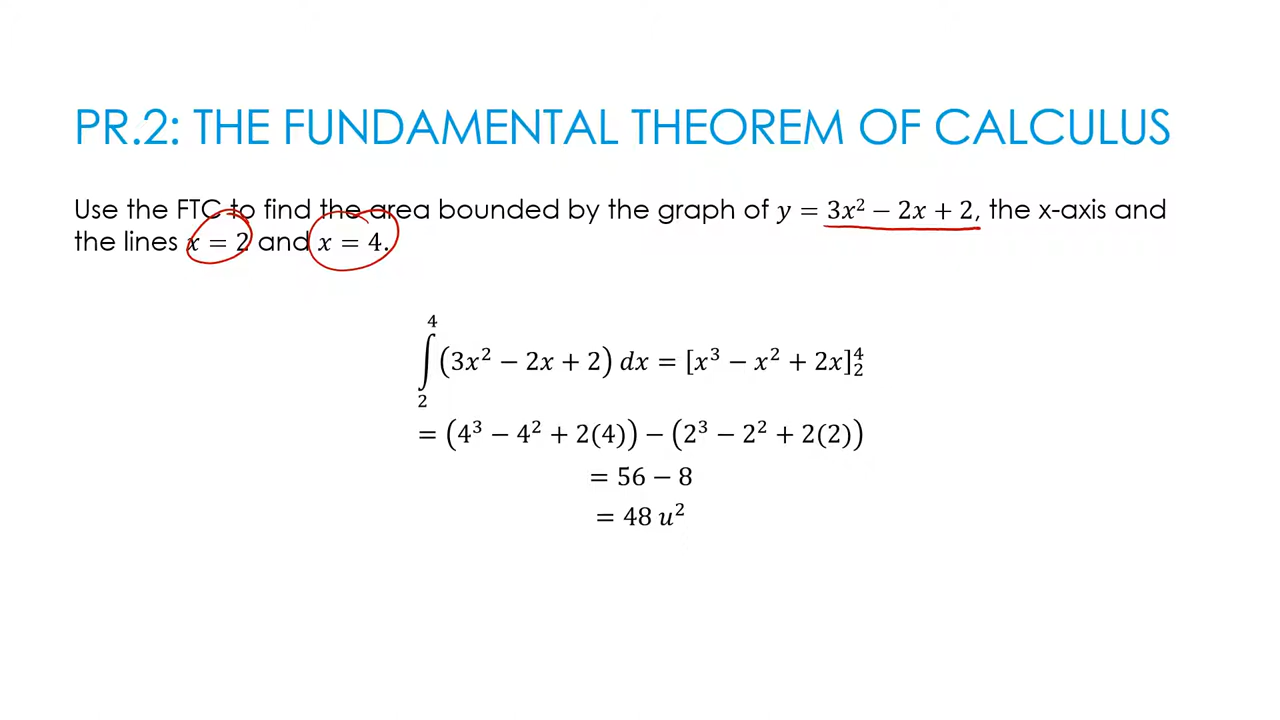 PR.2: THE FUNDAMENTAL THEOREM OF CALCULUS
Use the FTC to find the area bounded by the graph of y = 3x² − 2x + 2, the x-axis and
the lines x = 2 and x = 4.
∫₂⁴ (3x² − 2x + 2) dx = [x³ − x² + 2x]₂⁴
= (4³ − 4² + 2(4)) − (2³ − 2² + 2(2))
= 56 − 8
= 48 u²